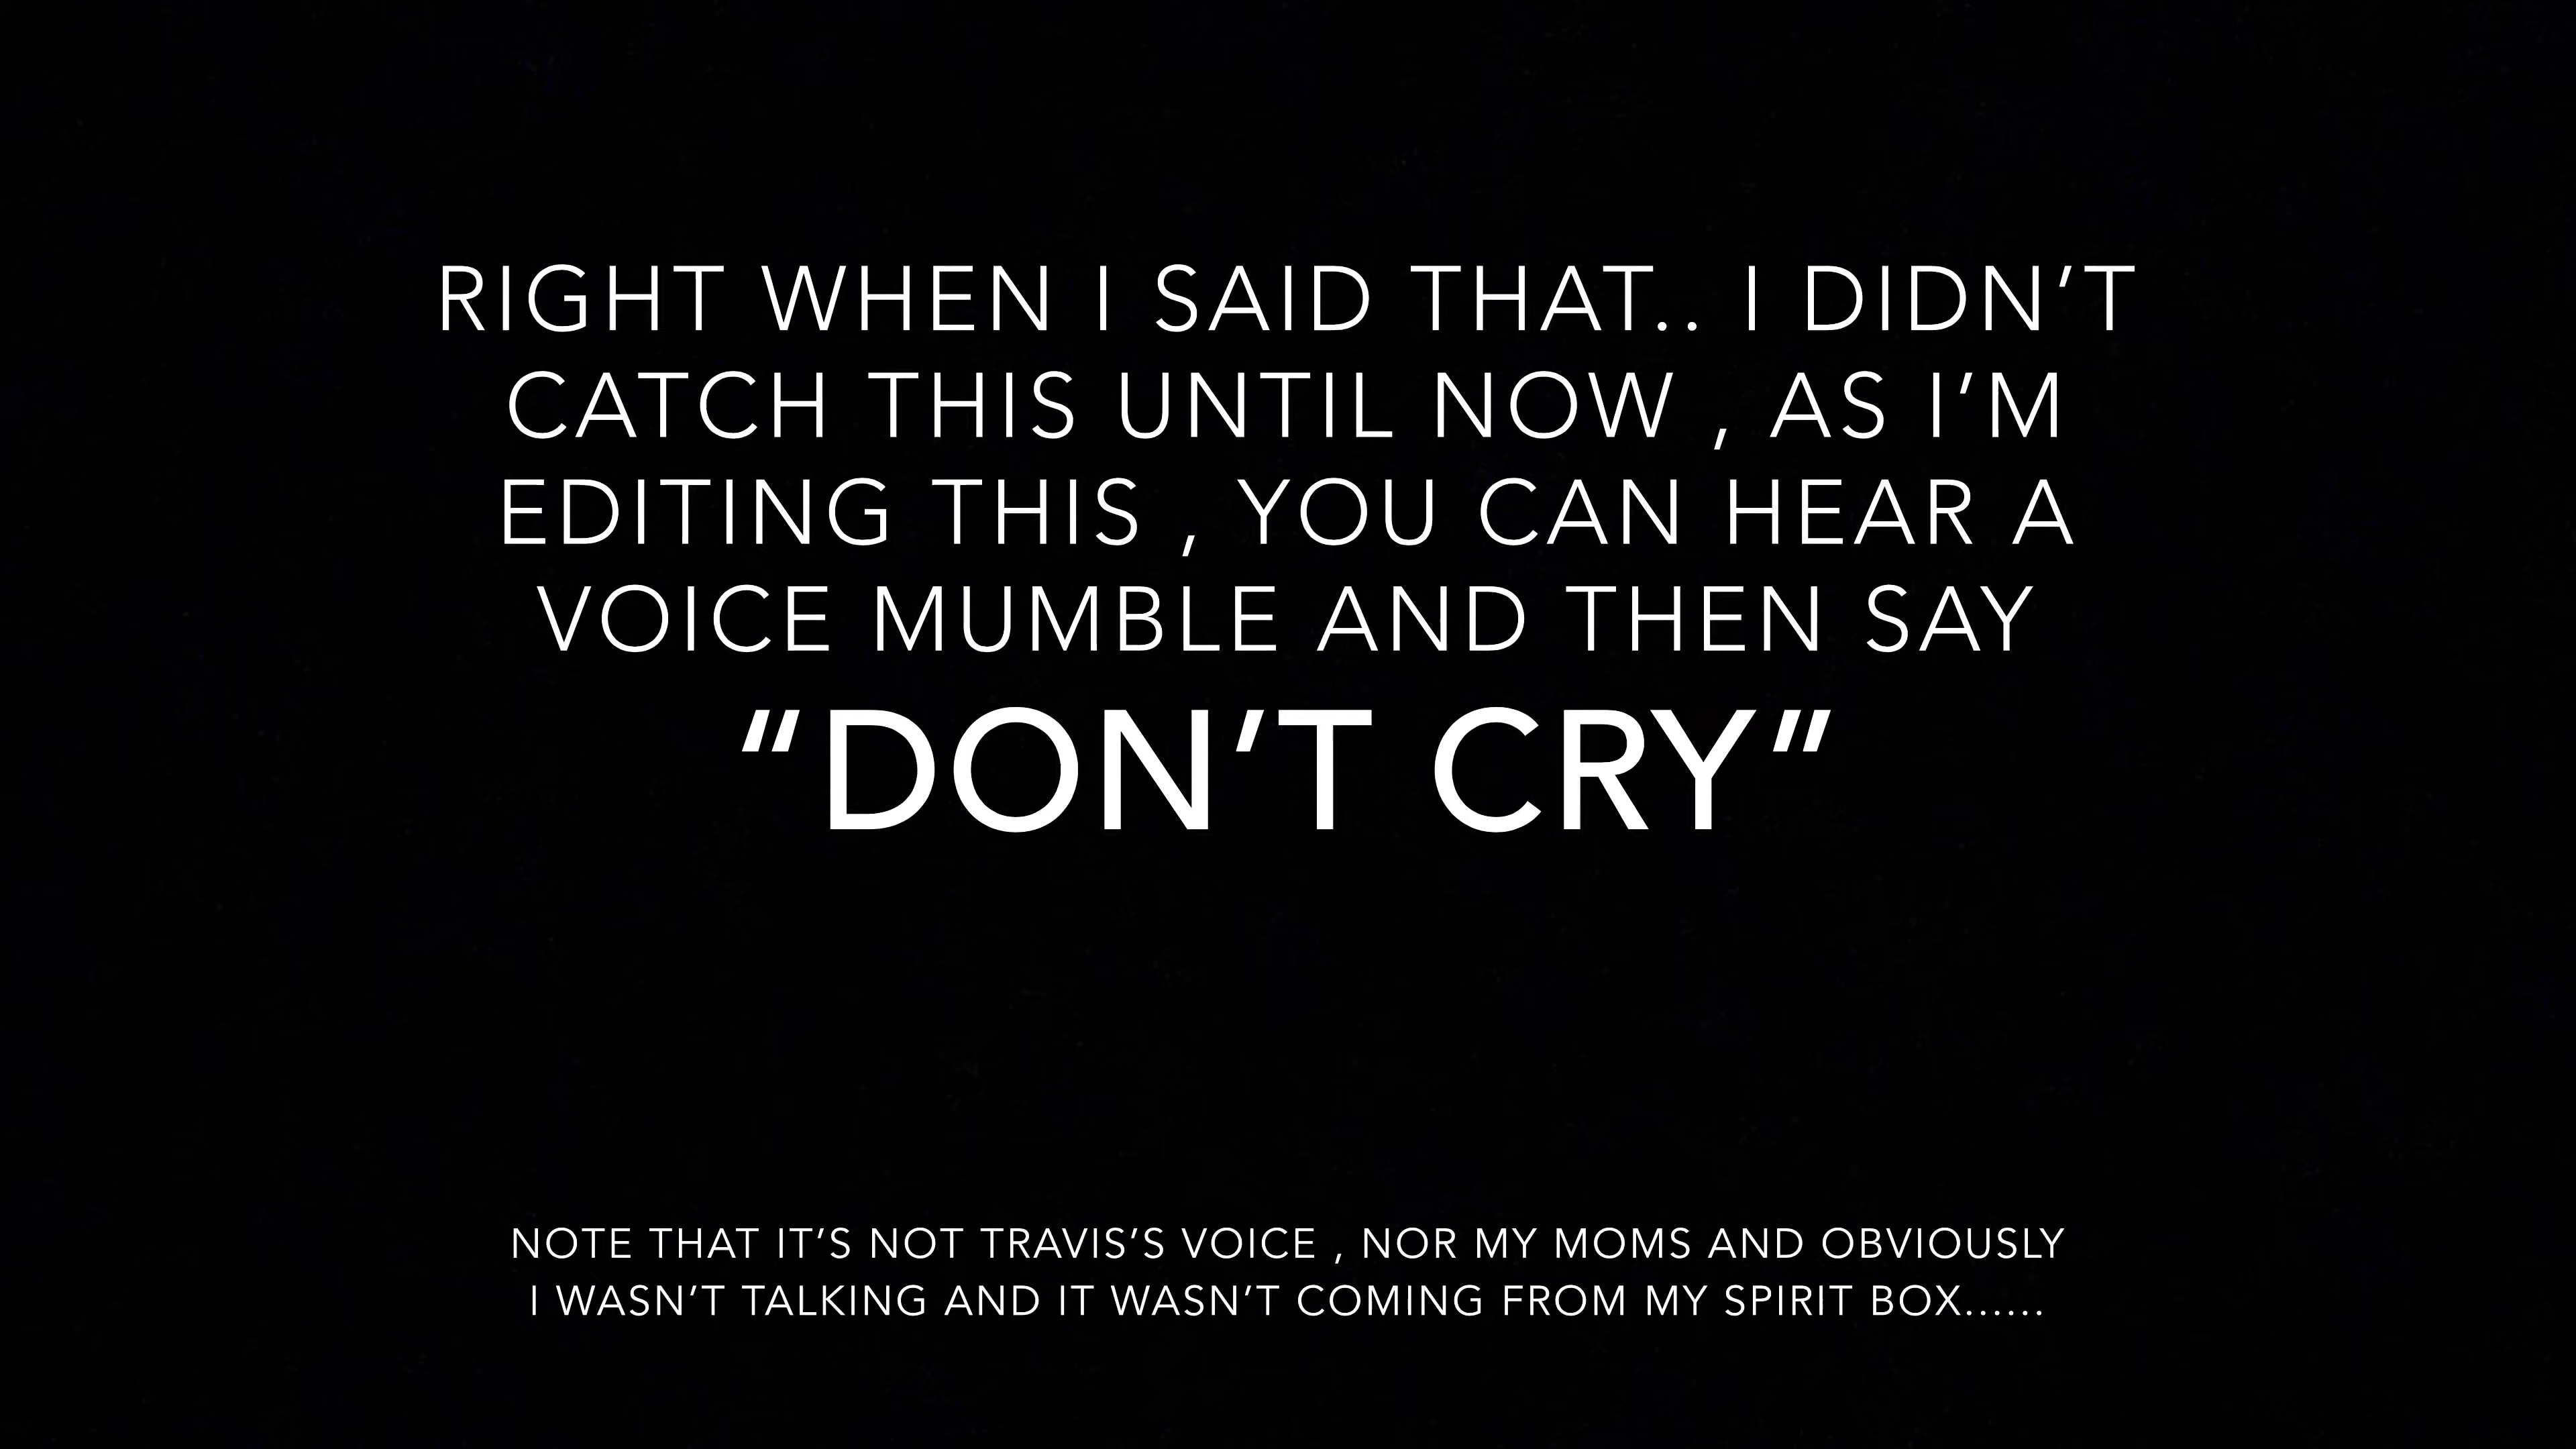 RIGHT WHEN I SAID THAT.. I DIDN’T
CATCH THIS UNTIL NOW , AS I’M
EDITING THIS , YOU CAN HEAR A
VOICE MUMBLE AND THEN SAY
“DON’T CRY”
NOTE THAT IT’S NOT TRAVIS’S VOICE , NOR MY MOMS AND OBVIOUSLY
I WASN’T TALKING AND IT WASN’T COMING FROM MY SPIRIT BOX......